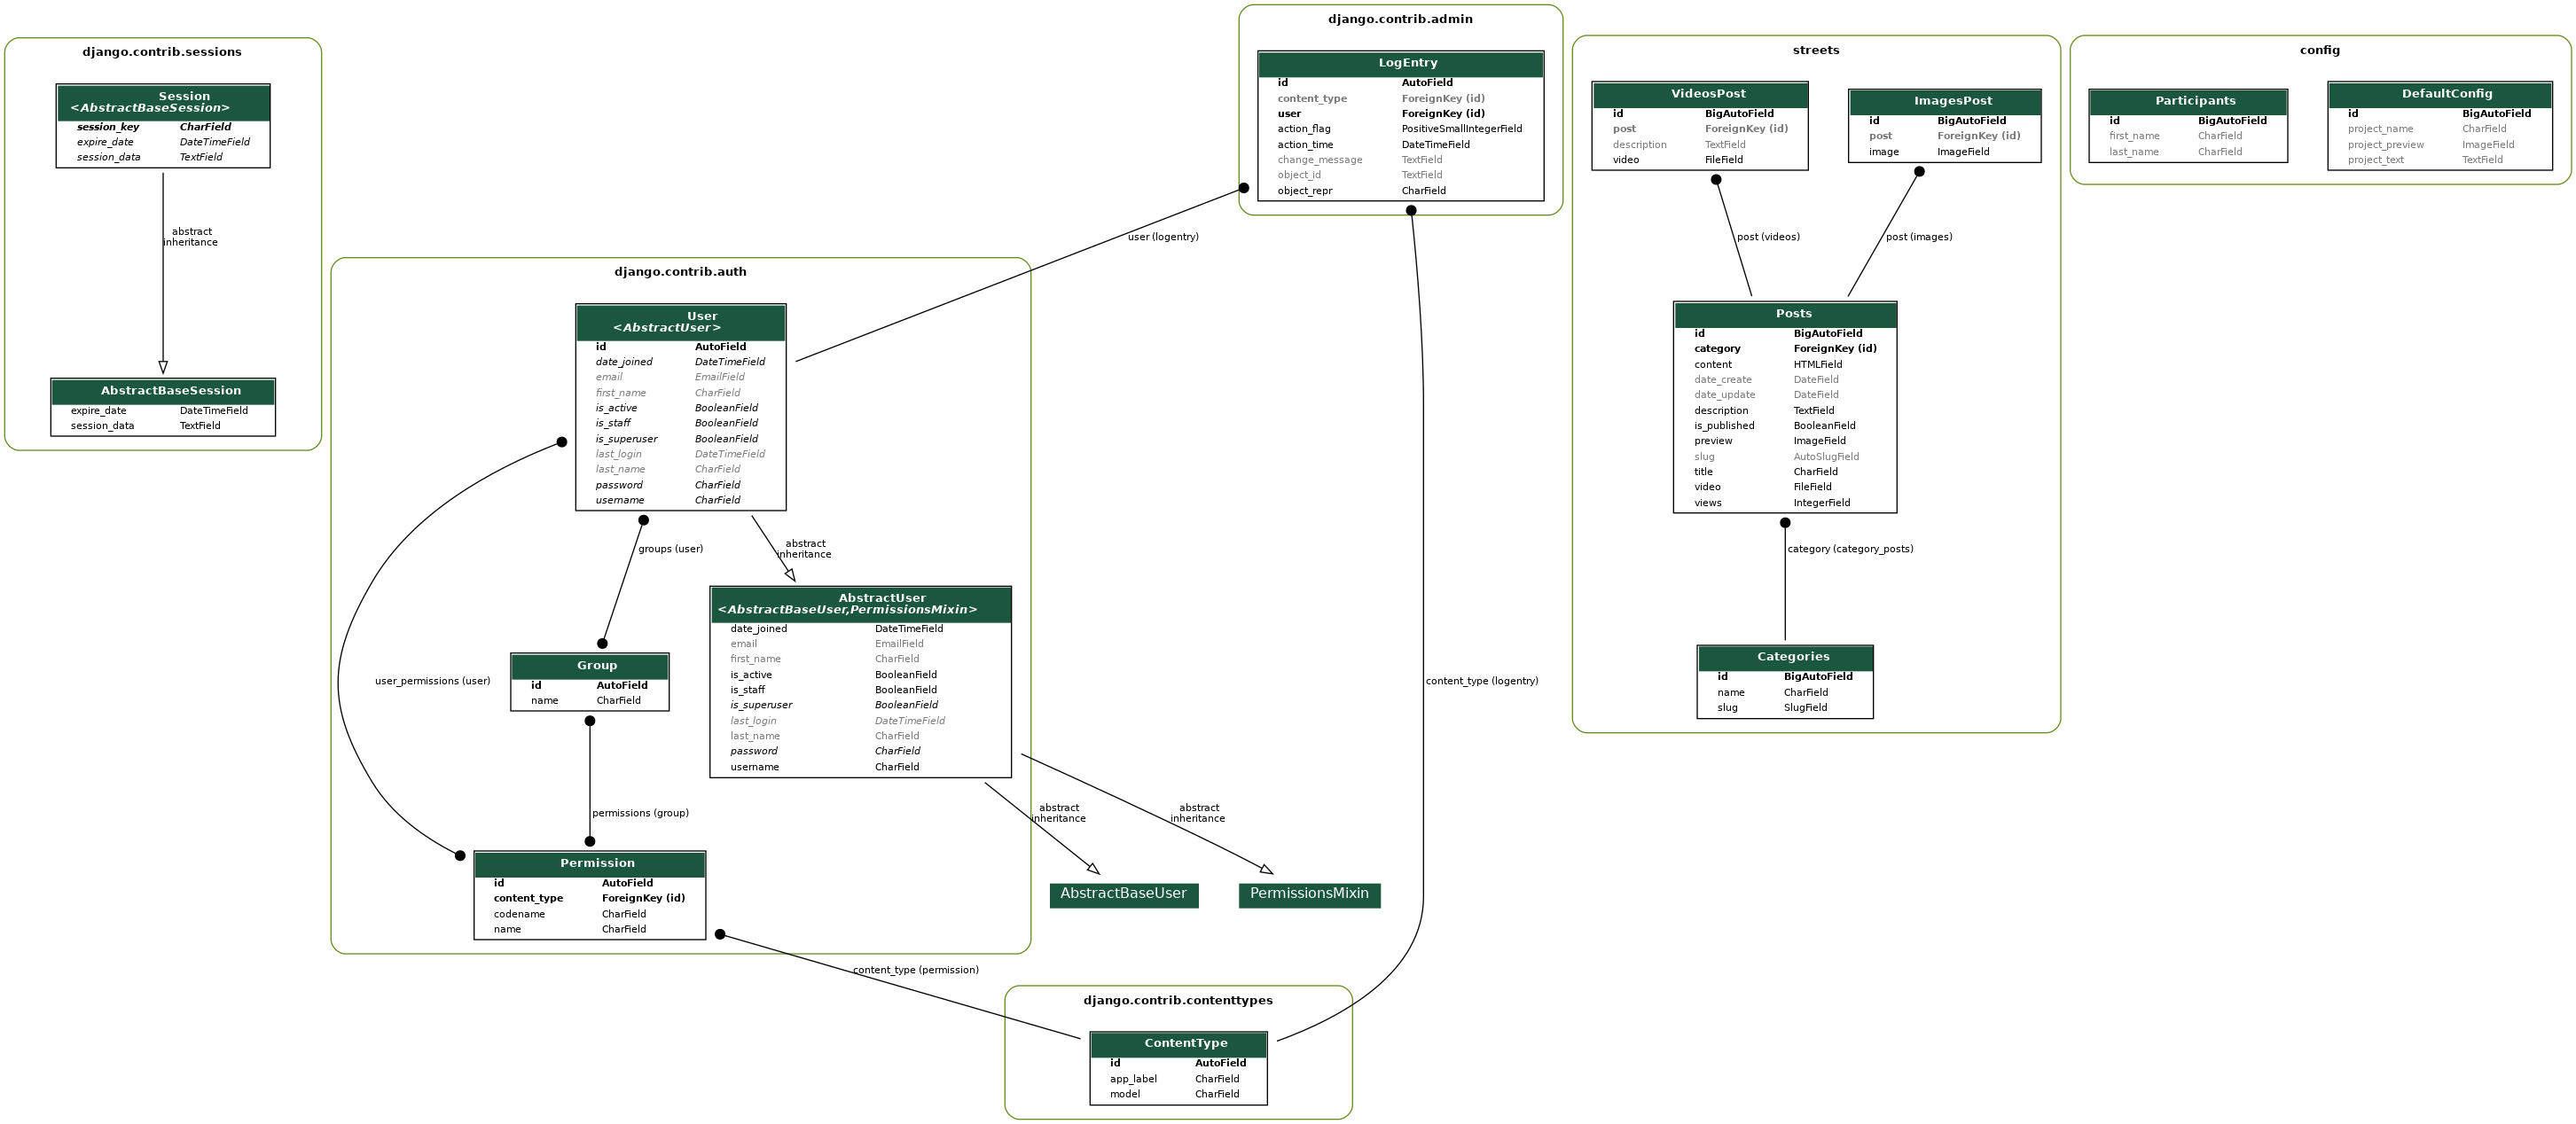 django.contrib.sessions
Session
<AbstractBaseSession>
session_key CharField
expire_date DateTimeField
session_data TextField
abstract
inheritance
AbstractBaseSession
expire_date DateTimeField
session_data TextField
django.contrib.admin
LogEntry
id AutoField
content_type ForeignKey (id)
user ForeignKey (id)
action_flag PositiveSmallIntegerField
action_time DateTimeField
change_message TextField
object_id TextField
object_repr CharField
user (logentry)
content_type (logentry)
django.contrib.auth
User
<AbstractUser>
id AutoField
date_joined DateTimeField
email EmailField
first_name CharField
is_active BooleanField
is_staff BooleanField
is_superuser BooleanField
last_login DateTimeField
last_name CharField
password CharField
username CharField
groups (user)
abstract
inheritance
user_permissions (user)
AbstractUser
<AbstractBaseUser,PermissionsMixin>
date_joined DateTimeField
email EmailField
first_name CharField
is_active BooleanField
is_staff BooleanField
is_superuser BooleanField
last_login DateTimeField
last_name CharField
password CharField
username CharField
Group
id AutoField
name CharField
permissions (group)
abstract
inheritance
abstract
inheritance
Permission
id AutoField
content_type ForeignKey (id)
codename CharField
name CharField
AbstractBaseUser
PermissionsMixin
content_type (permission)
django.contrib.contenttypes
ContentType
id AutoField
app_label CharField
model CharField
streets
VideosPost
id BigAutoField
post ForeignKey (id)
description TextField
video FileField
ImagesPost
id BigAutoField
post ForeignKey (id)
image ImageField
post (videos)
post (images)
Posts
id BigAutoField
category ForeignKey (id)
content HTMLField
date_create DateField
date_update DateField
description TextField
is_published BooleanField
preview ImageField
slug AutoSlugField
title CharField
video FileField
views IntegerField
category (category_posts)
Categories
id BigAutoField
name CharField
slug SlugField
config
Participants
id BigAutoField
first_name CharField
last_name CharField
DefaultConfig
id BigAutoField
project_name CharField
project_preview ImageField
project_text TextField